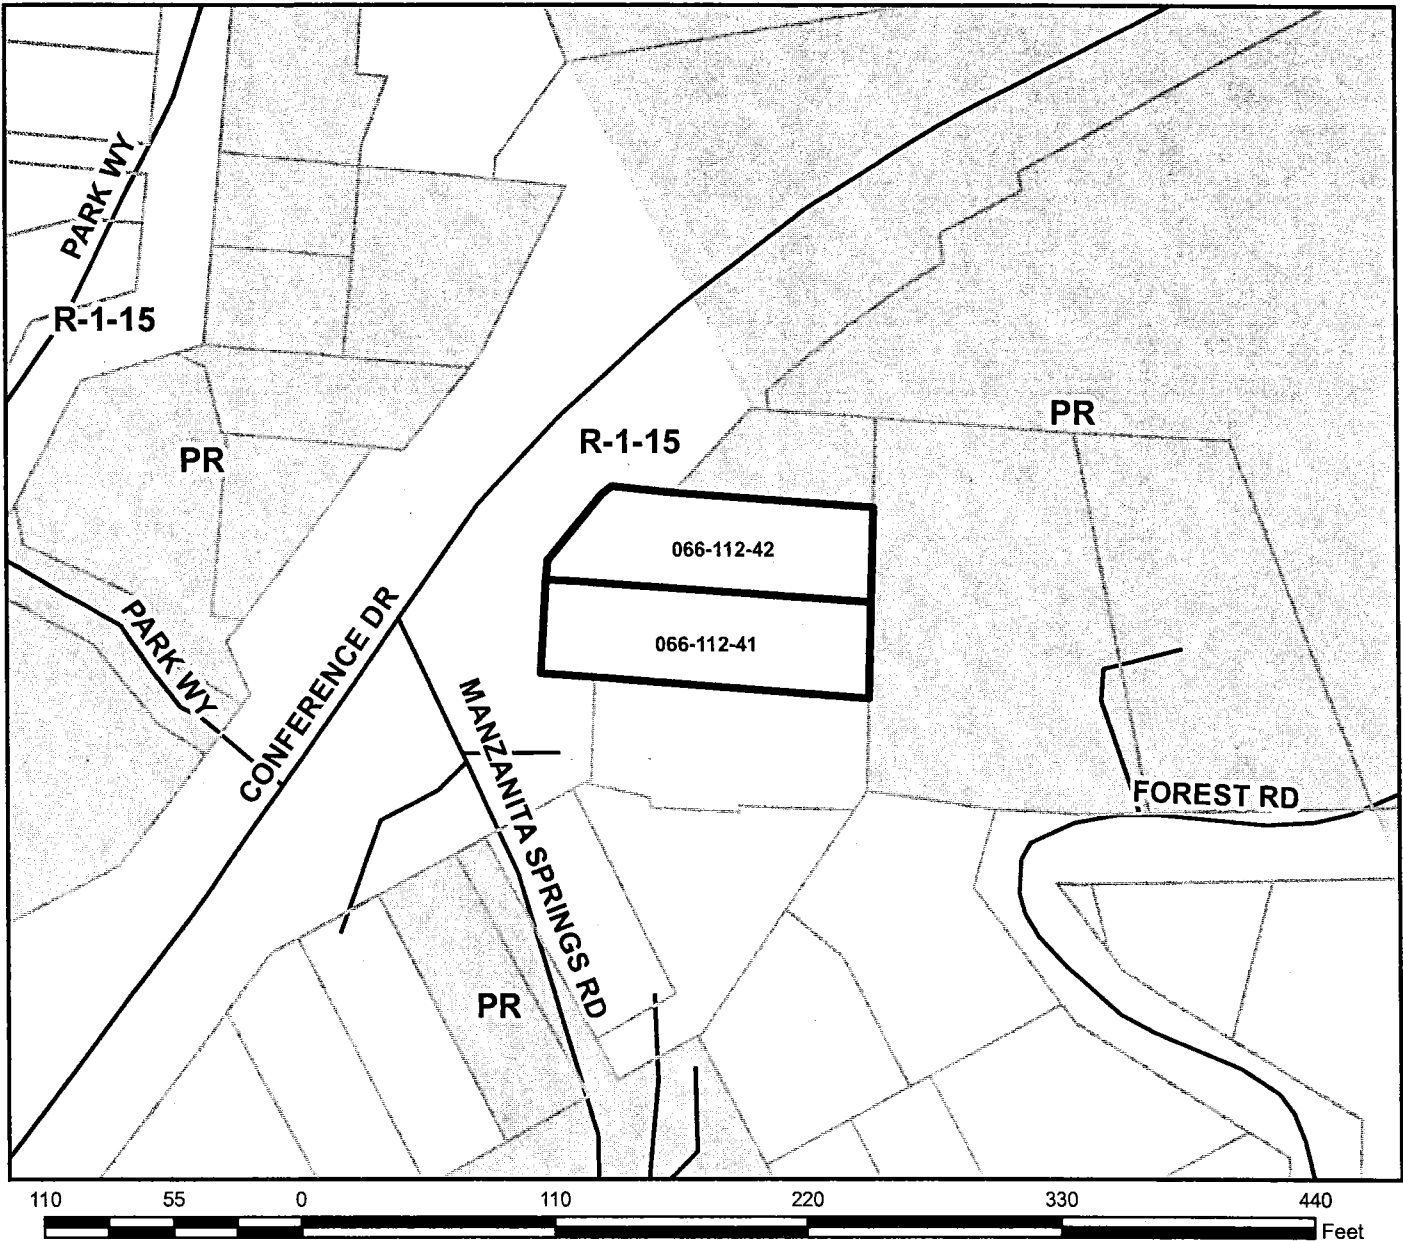 PARK WY
R-1-15
PR
R-1-15
PR
066-112-42
066-112-41
PARK WY
CONFERENCE DR
MANZANITA SPRINGS RD
FOREST RD
PR
110 55 0 110 220 330 440
Feet